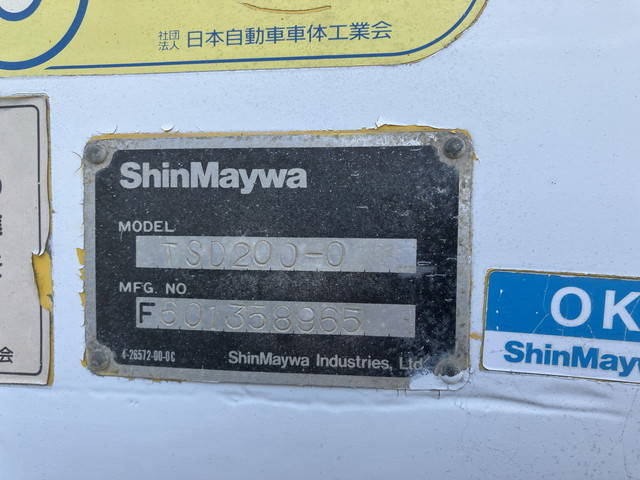 社団
法人 日本自動車車体工業会
ShinMaywa
MODEL
TSD200-0
MFG. NO
F601358965
4-26572-00-0C
ShinMaywa Industries, Ltd.
OK
ShinMayw
会